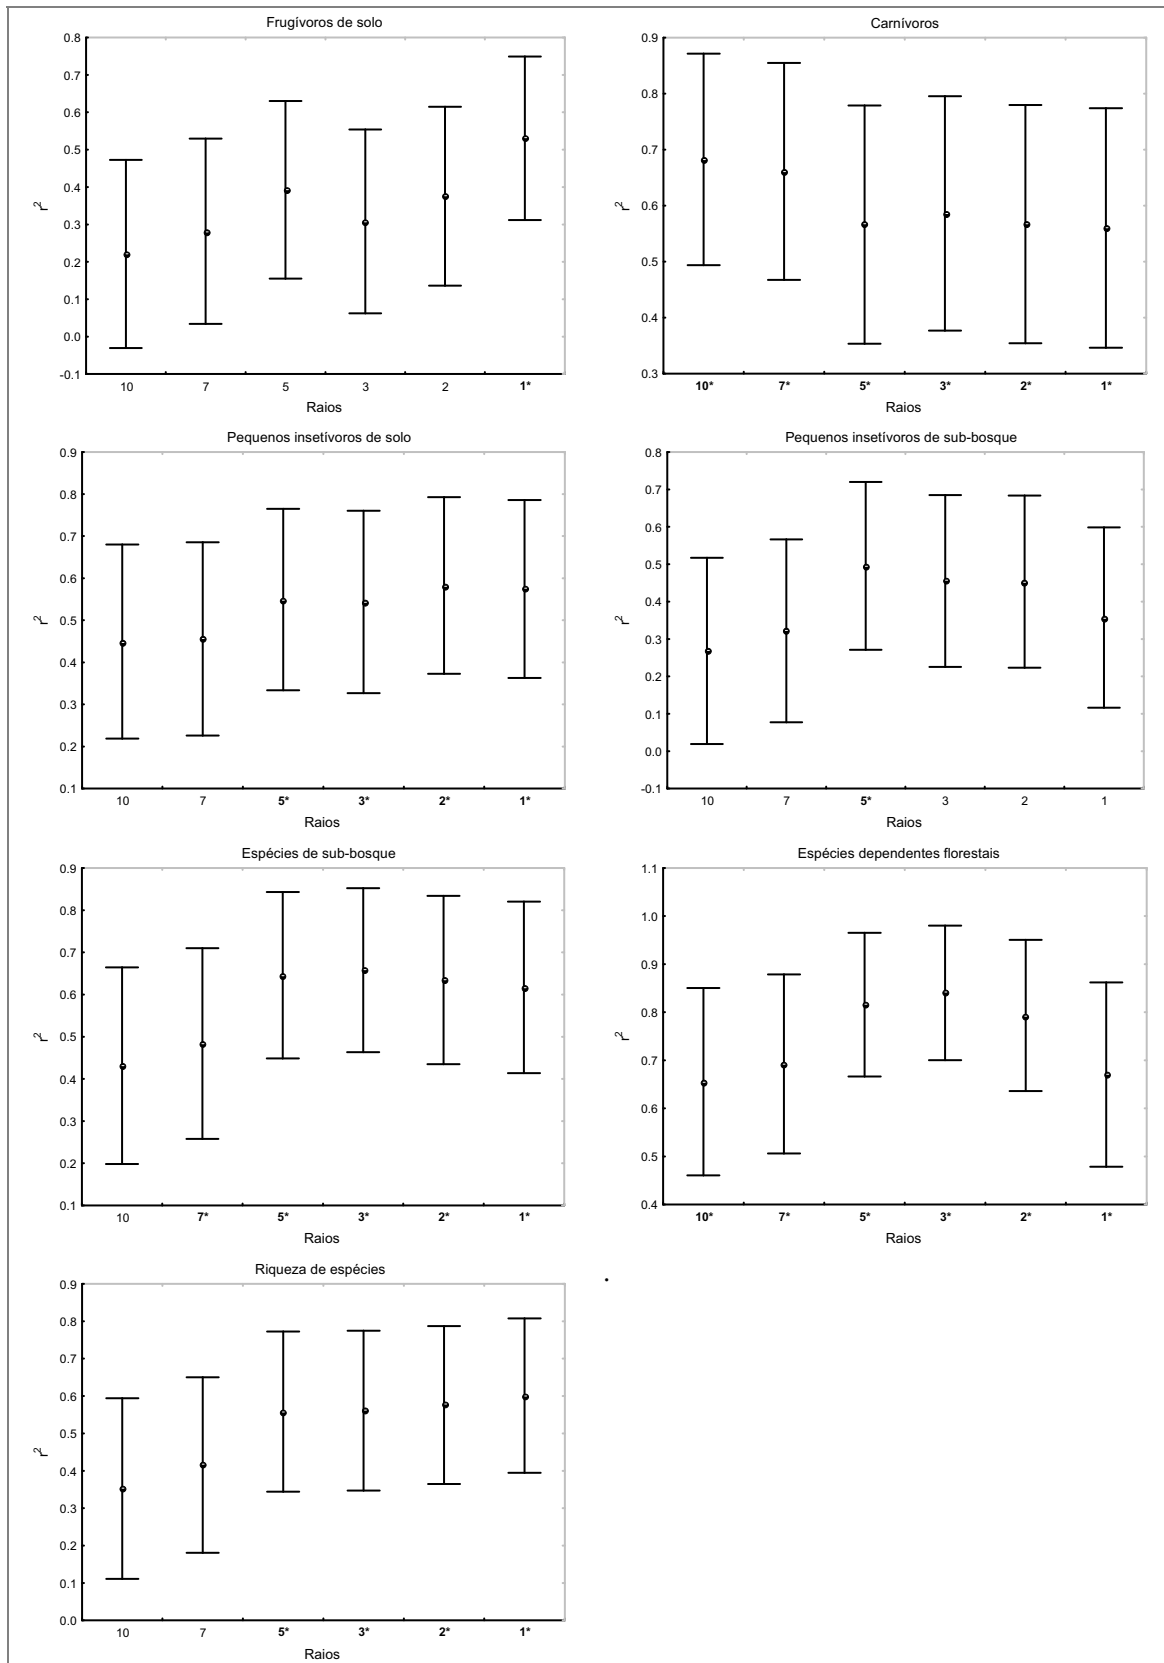 Frugívoros de solo
0.8
0.7
0.6
0.5
0.4
0.3
0.2
0.1
0.0
-0.1
r²
10 7 5 3 2 1*
Raios
Carnívoros
0.9
0.8
0.7
0.6
0.5
0.4
0.3
r²
10* 7* 5* 3* 2* 1*
Raios
Pequenos insetívoros de solo
0.9
0.8
0.7
0.6
0.5
0.4
0.3
0.2
0.1
r²
10 7 5* 3* 2* 1*
Raios
Pequenos insetívoros de sub-bosque
0.8
0.7
0.6
0.5
0.4
0.3
0.2
0.1
0.0
-0.1
r²
10 7 5* 3 2 1
Raios
Espécies de sub-bosque
0.9
0.8
0.7
0.6
0.5
0.4
0.3
0.2
0.1
r²
10 7* 5* 3* 2* 1*
Raios
Espécies dependentes florestais
1.1
1.0
0.9
0.8
0.7
0.6
0.5
0.4
r²
10* 7* 5* 3* 2* 1*
Raios
Riqueza de espécies
0.9
0.8
0.7
0.6
0.5
0.4
0.3
0.2
0.1
0.0
r²
10 7 5* 3* 2* 1*
Raios
.